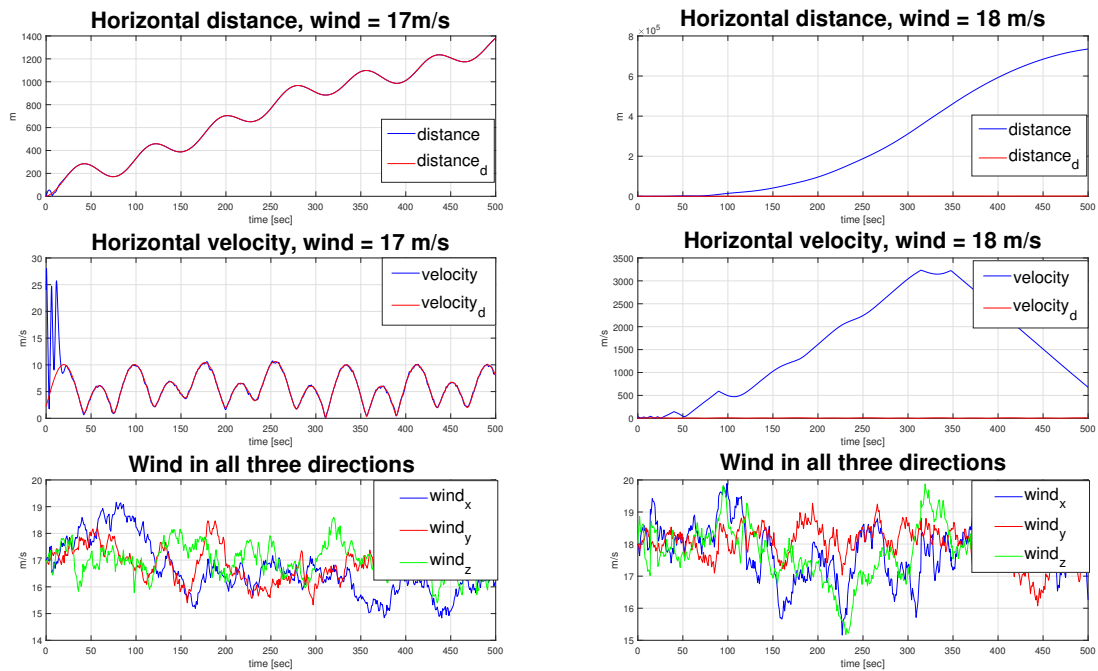 Horizontal distance, wind = 17m/s
m
1400
1200
1000
800
600
400
200
0
distance
distance_d
0 50 100 150 200 250 300 350 400 450 500
time [sec]
Horizontal velocity, wind = 17 m/s
m/s
30
25
20
15
10
5
0
velocity
velocity_d
0 50 100 150 200 250 300 350 400 450 500
time [sec]
Wind in all three directions
m/s
20
19
18
17
16
15
14
wind_x
wind_y
wind_z
0 50 100 150 200 250 300 350 400 450 500
time [sec]
Horizontal distance, wind = 18 m/s
×10^5
m
8
6
4
2
0
distance
distance_d
0 50 100 150 200 250 300 350 400 450 500
time [sec]
Horizontal velocity, wind = 18 m/s
m/s
3500
3000
2500
2000
1500
1000
500
0
velocity
velocity_d
0 50 100 150 200 250 300 350 400 450 500
time [sec]
Wind in all three directions
m/s
20
19
18
17
16
15
wind_x
wind_y
wind_z
0 50 100 150 200 250 300 350 400 450 500
time [sec]